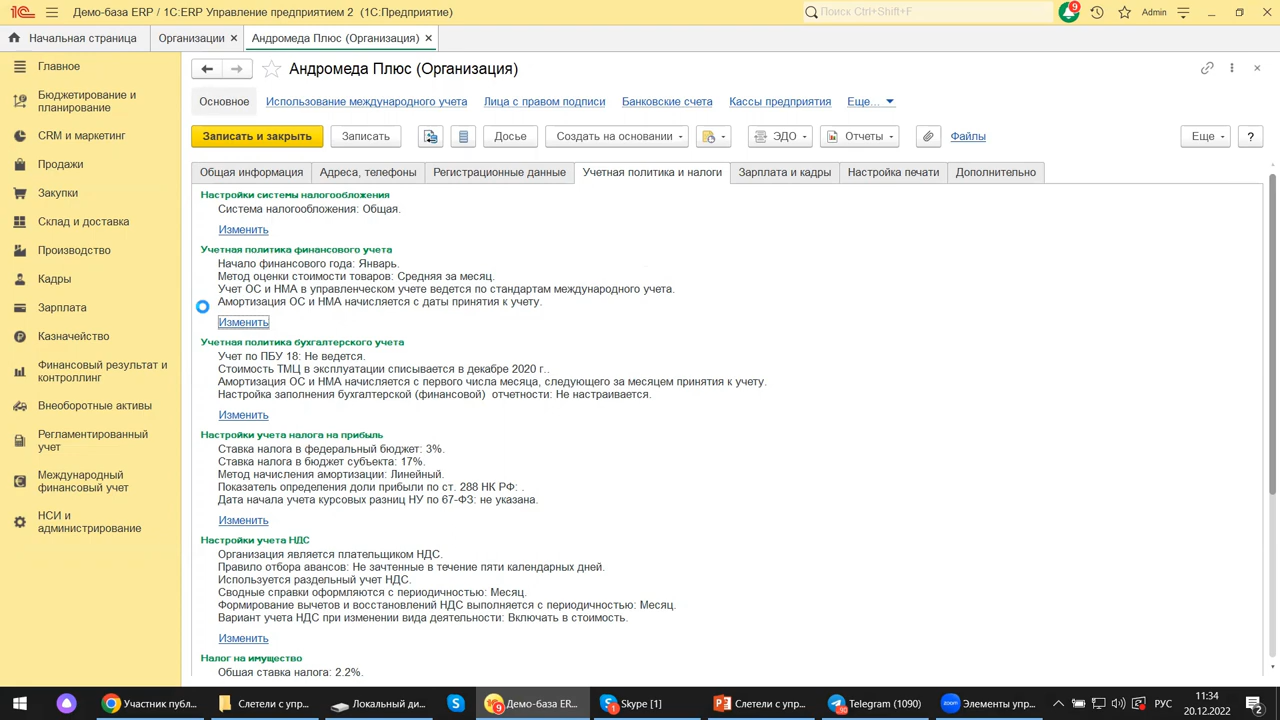 Демо-база ERP / 1С:ERP Управление предприятием 2 (1С:Предприятие)
Поиск Ctrl+Shift+F
9
Admin
Начальная страница
Организации ×
Андромеда Плюс (Организация) ×
Главное
Бюджетирование и
планирование
CRM и маркетинг
Продажи
Закупки
Склад и доставка
Производство
Кадры
Зарплата
Казначейство
Финансовый результат и
контроллинг
Внеоборотные активы
Регламентированный
учет
Международный
финансовый учет
НСИ и
администрирование
Андромеда Плюс (Организация)
Основное
Использование международного учета
Лица с правом подписи
Банковские счета
Кассы предприятия
Еще...
Записать и закрыть
Записать
Досье
Создать на основании
ЭДО
Отчеты
Файлы
Еще
?
Общая информация
Адреса, телефоны
Регистрационные данные
Учетная политика и налоги
Зарплата и кадры
Настройка печати
Дополнительно
Настройки системы налогообложения
Система налогообложения: Общая.
Изменить
Учетная политика финансового учета
Начало финансового года: Январь.
Метод оценки стоимости товаров: Средняя за месяц.
Учет ОС и НМА в управленческом учете ведется по стандартам международного учета.
Амортизация ОС и НМА начисляется с даты принятия к учету.
Изменить
Учетная политика бухгалтерского учета
Учет по ПБУ 18: Не ведется.
Стоимость ТМЦ в эксплуатации списывается в декабре 2020 г..
Амортизация ОС и НМА начисляется с первого числа месяца, следующего за месяцем принятия к учету.
Настройка заполнения бухгалтерской (финансовой) отчетности: Не настраивается.
Изменить
Настройки учета налога на прибыль
Ставка налога в федеральный бюджет: 3%.
Ставка налога в бюджет субъекта: 17%.
Метод начисления амортизации: Линейный.
Показатель определения доли прибыли по ст. 288 НК РФ: .
Дата начала учета курсовых разниц НУ по 67-ФЗ: не указана.
Изменить
Настройки учета НДС
Организация является плательщиком НДС.
Правило отбора авансов: Не зачтенные в течение пяти календарных дней.
Используется раздельный учет НДС.
Сводные справки оформляются с периодичностью: Месяц.
Формирование вычетов и восстановлений НДС выполняется с периодичностью: Месяц.
Вариант учета НДС при изменении вида деятельности: Включать в стоимость.
Изменить
Налог на имущество
Общая ставка налога: 2.2%.
Участник публ...
Слетели с упр...
Локальный ди...
Демо-база ER...
Skype [1]
Слетели с упр...
Telegram (1090)
Элементы упр...
РУС
11:34
20.12.2022
2